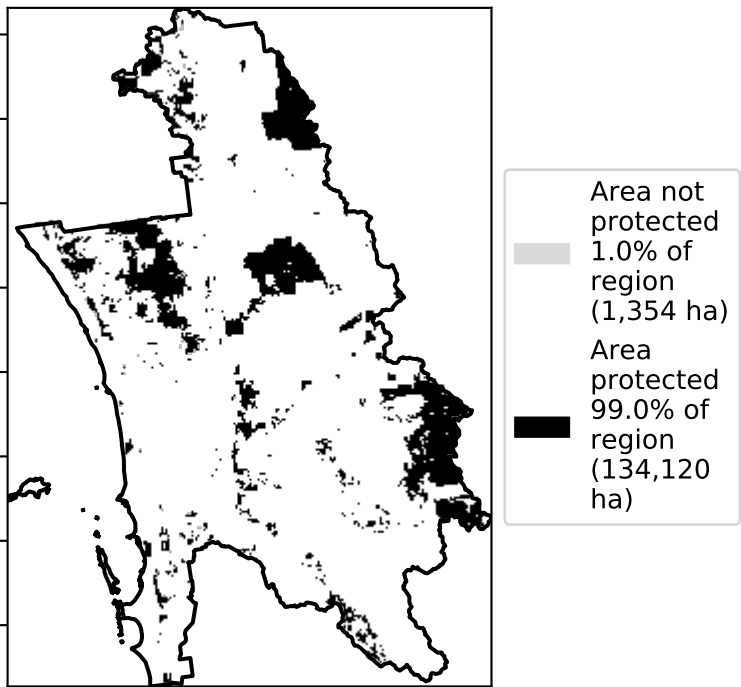 Area not
protected
1.0% of
region
(1,354 ha)
Area
protected
99.0% of
region
(134,120
ha)